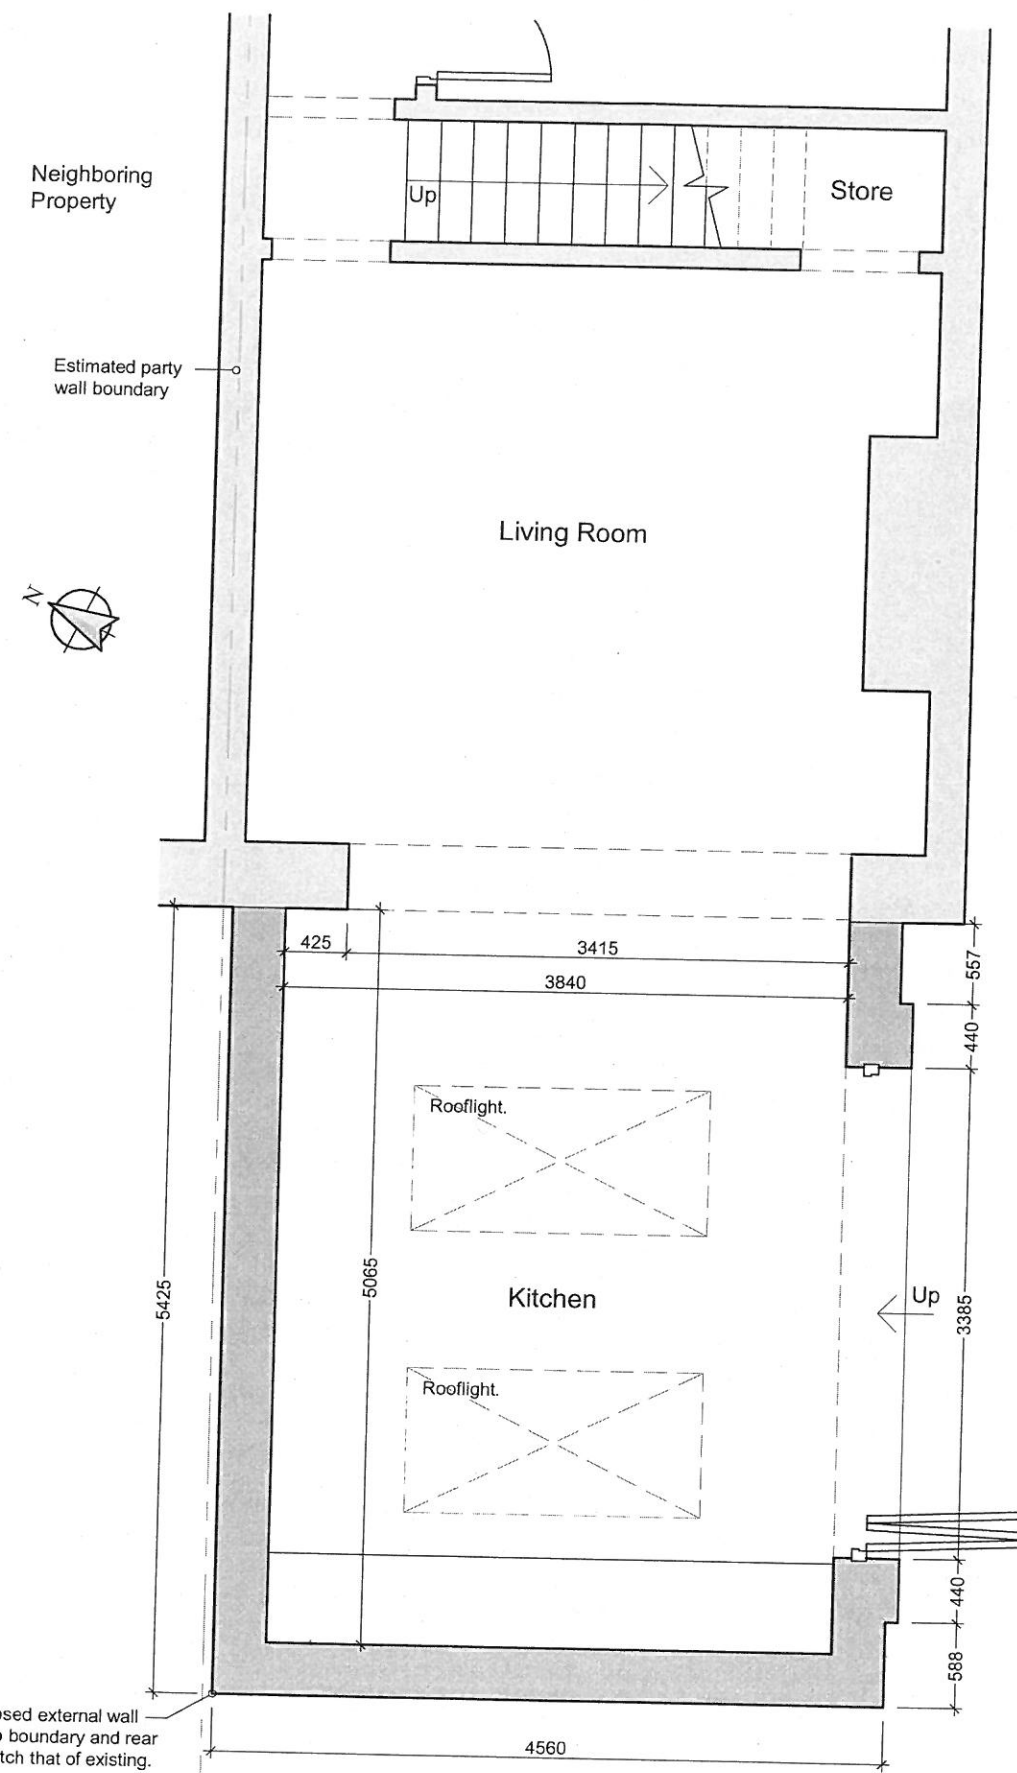 Neighboring
Property
Up
Store
Estimated party
wall boundary
Living Room
N
425
3415
3840
557
440
Rooflight.
5425
5065
Kitchen
Up
3385
Rooflight.
440
588
osed external wall
boundary and rear
tch that of existing.
4560